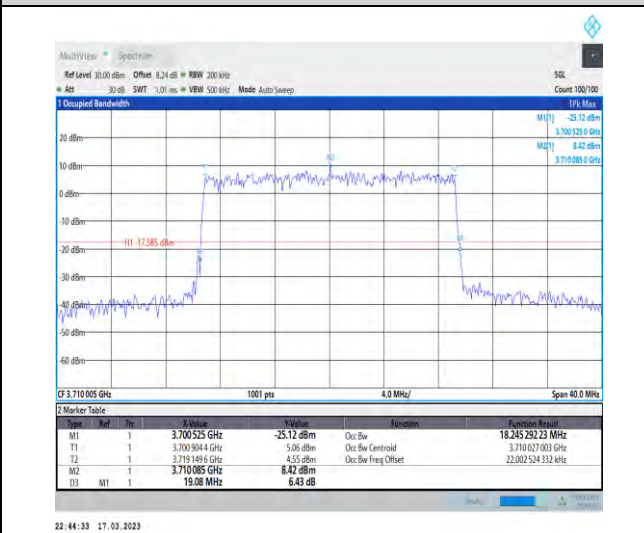 MultiView Spectrum
Ref Level 30.00 dBm Offset 8.24 dB RBW 200 kHz SGL
Att 30 dB SWT 1.01 ms VBW 500 kHz Mode Auto Sweep Count 100/100
1 Occupied Bandwidth 1Pk Max
M1[1] -25.12 dBm
3.700 525 0 GHz
20 dBm
M2[1] 8.42 dBm
3.710 085 0 GHz
10 dBm
0 dBm
-10 dBm
H1 -17.585 dBm
-20 dBm
-30 dBm
-40 dBm
-50 dBm
-60 dBm
CF 3.710 005 GHz 1001 pts 4.0 MHz/ Span 40.0 MHz
2 Marker Table
Type Ref Trc X-Value Y-Value Function Function Result
M1 1 3.700 525 GHz -25.12 dBm Occ Bw 18.245 292 23 MHz
T1 1 3.700 904 4 GHz 5.06 dBm Occ Bw Centroid 3.710 027 003 GHz
T2 1 3.719 149 6 GHz 4.55 dBm Occ Bw Freq Offset 22.002 524 332 kHz
M2 1 3.710 085 GHz 8.42 dBm
D3 M1 1 19.08 MHz 6.43 dB
22:44:33 17.03.2023